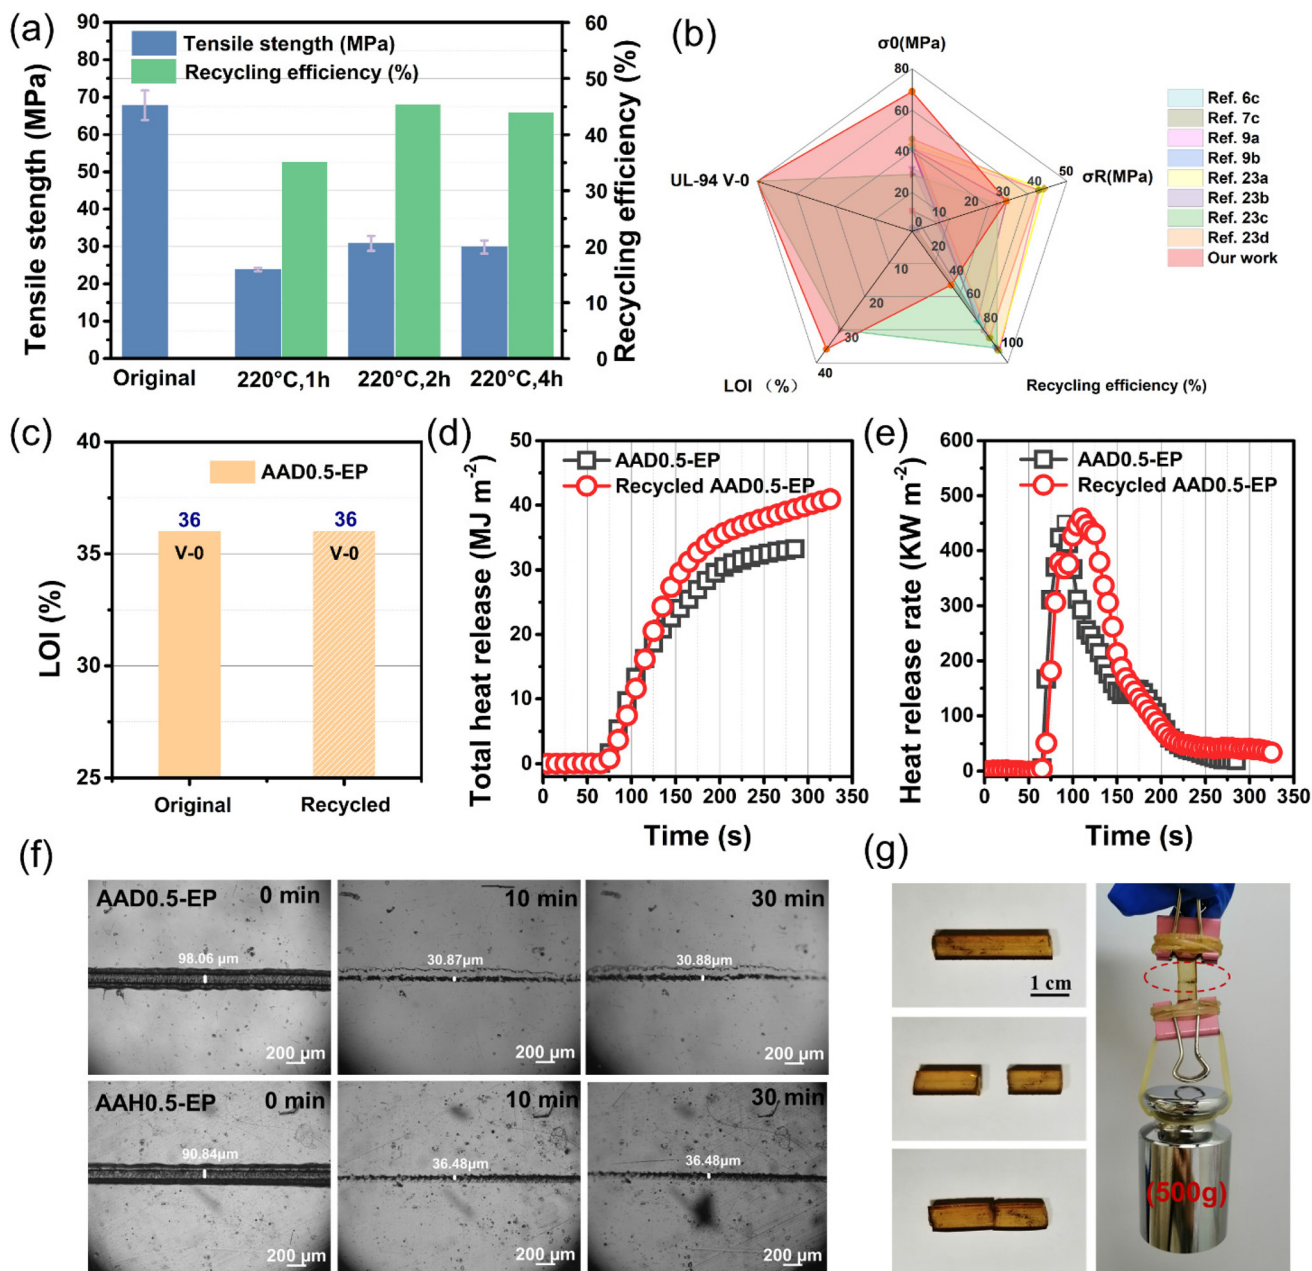 (a)
90
80
70
60
50
40
30
20
10
0
Tensile stength (MPa)
Tensile stength (MPa)
Recycling efficiency (%)
60
50
40
30
20
10
0
Recycling efficiency (%)
Original
220°C,1h
220°C,2h
220°C,4h
(b)
σ0(MPa)
80
60
40
20
0
UL-94 V-0
50
σR(MPa)
40
30
20
10
20
40
60
80
100
Recycling efficiency (%)
10
20
30
40
LOI （%）
Ref. 6c
Ref. 7c
Ref. 9a
Ref. 9b
Ref. 23a
Ref. 23b
Ref. 23c
Ref. 23d
Our work
(c)
40
35
30
25
LOI (%)
AAD0.5-EP
36
V-0
36
V-0
Original
Recycled
(d)
50
40
30
20
10
0
Total heat release (MJ m-2)
AAD0.5-EP
Recycled AAD0.5-EP
0 50 100 150 200 250 300 350
Time (s)
(e)
600
500
450
400
300
200
150
100
50
0
Heat release rate (KW m-2)
AAD0.5-EP
Recycled AAD0.5-EP
0 50 100 150 200 250 300 350
Time (s)
(f)
AAD0.5-EP
0 min
98.06 μm
200 μm
10 min
30.87μm
200 μm
30 min
30.88 μm
200 μm
AAH0.5-EP
0 min
90.84μm
200 μm
10 min
36.48μm
200 μm
30 min
36.48μm
200 μm
(g)
1 cm
(500g)